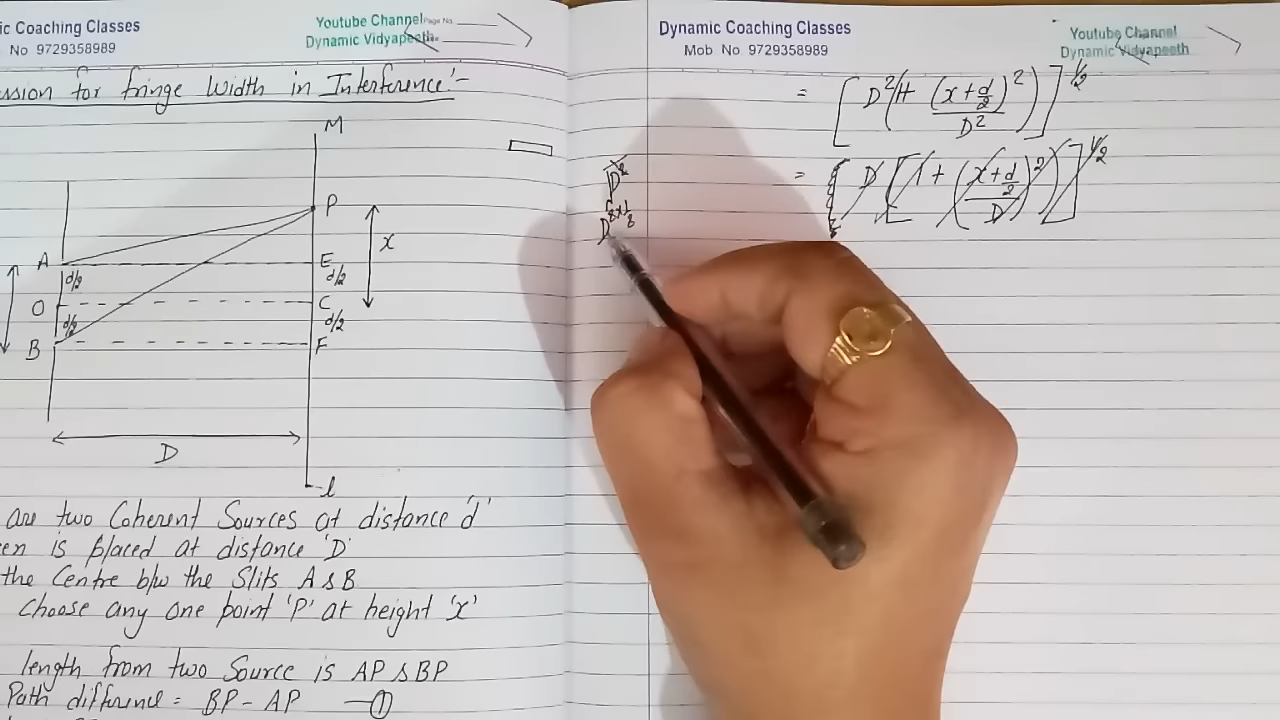 ic Coaching Classes
No 9729358989
Youtube Channel Page No.
Dynamic Vidyapeeth
ssion for fringe Width in Interference:-
M
P
x
A
E
d/2
d/2
O
C
d/2
d/2
B
F
D
l
are two Coherent Sources at distance 'd'
en is placed at distance 'D'
the Centre b/w the Slits A & B
Choose any one point 'P' at height 'x'
length from two Source is AP & BP
Path difference = BP - AP —①
Dynamic Coaching Classes
Mob No 9729358989
Youtube Channel
Dynamic Vidyapeeth
= [D²(1+ (x+d/2)²/D²)]^1/2
= [D [1+ ((x+d/2)/D)²)]^1/2